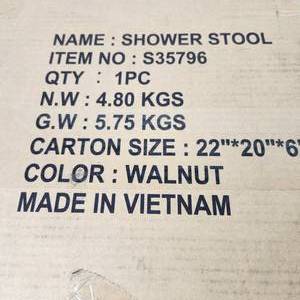 NAME : SHOWER STOOL
ITEM NO : S35796
QTY : 1PC
N.W : 4.80 KGS
G.W : 5.75 KGS
CARTON SIZE : 22"*20"*6
COLOR : WALNUT
MADE IN VIETNAM